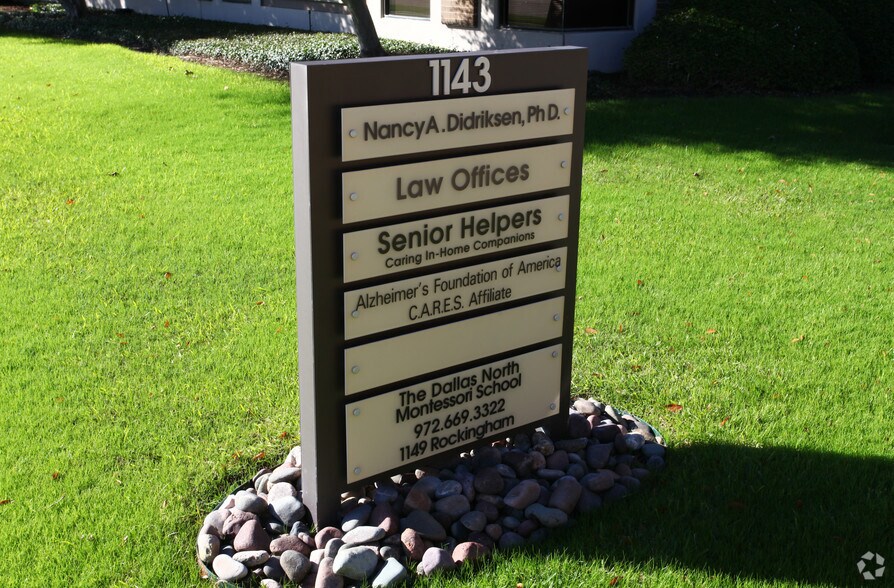 1143
Nancy A. Didriksen, Ph D.
Law Offices
Senior Helpers
Caring In-Home Companions
Alzheimer's Foundation of America
C.A.R.E.S. Affiliate
The Dallas North
Montessori School
972.669.3322
1149 Rockingham